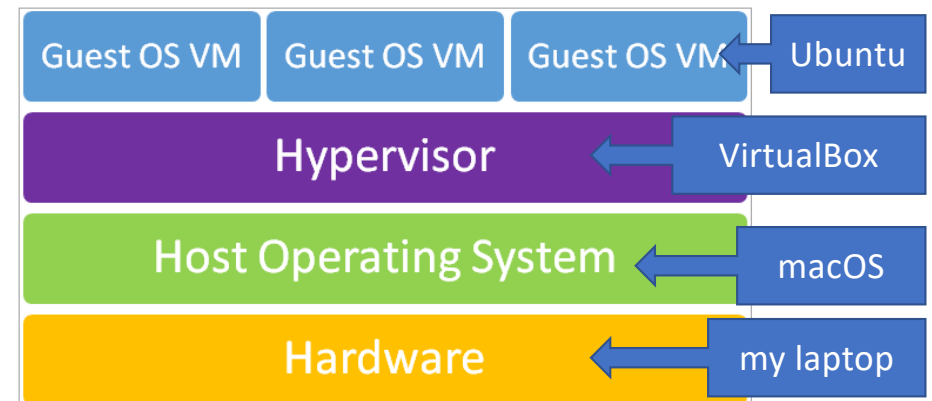 Guest OS VM Guest OS VM Guest OS VM Ubuntu
Hypervisor VirtualBox
Host Operating System macOS
Hardware my laptop